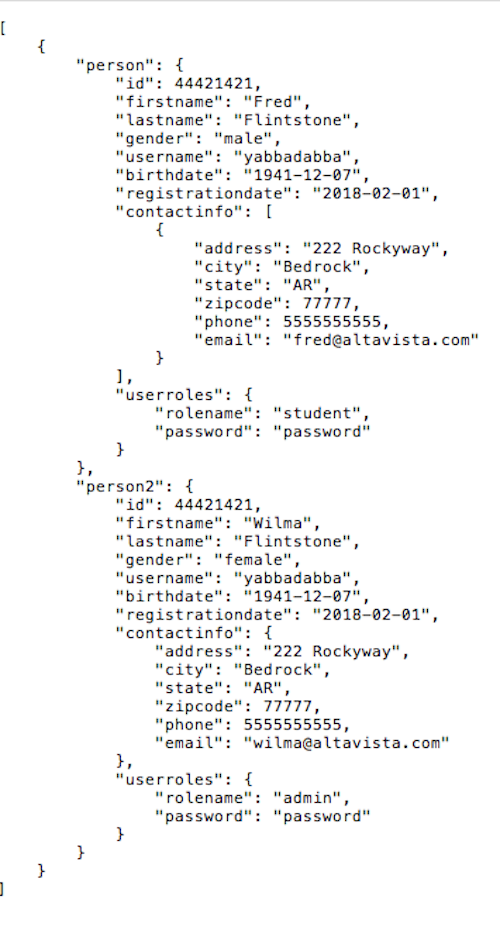 [
    {
        "person": {
            "id": 44421421,
            "firstname": "Fred",
            "lastname": "Flintstone",
            "gender": "male",
            "username": "yabbadabba",
            "birthdate": "1941-12-07",
            "registrationdate": "2018-02-01",
            "contactinfo": [
                {
                    "address": "222 Rockyway",
                    "city": "Bedrock",
                    "state": "AR",
                    "zipcode": 77777,
                    "phone": 5555555555,
                    "email": "fred@altavista.com"
                }
            ],
            "userroles": {
                "rolename": "student",
                "password": "password"
            }
        },
        "person2": {
            "id": 44421421,
            "firstname": "Wilma",
            "lastname": "Flintstone",
            "gender": "female",
            "username": "yabbadabba",
            "birthdate": "1941-12-07",
            "registrationdate": "2018-02-01",
            "contactinfo": {
                "address": "222 Rockyway",
                "city": "Bedrock",
                "state": "AR",
                "zipcode": 77777,
                "phone": 5555555555,
                "email": "wilma@altavista.com"
            },
            "userroles": {
                "rolename": "admin",
                "password": "password"
            }
        }
    }
]